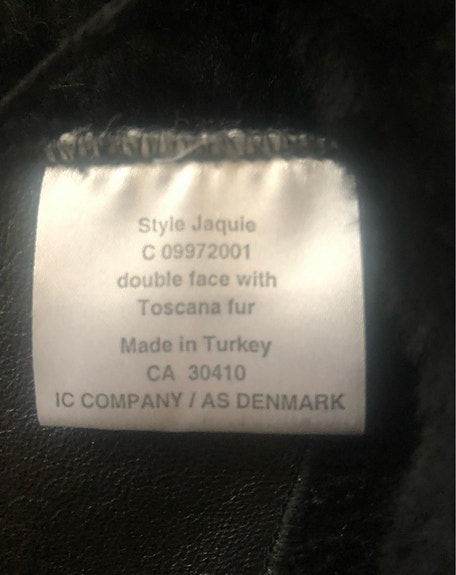 Style Jaquie
C 09972001
double face with
Toscana fur
Made in Turkey
CA 30410
IC COMPANY / AS DENMARK